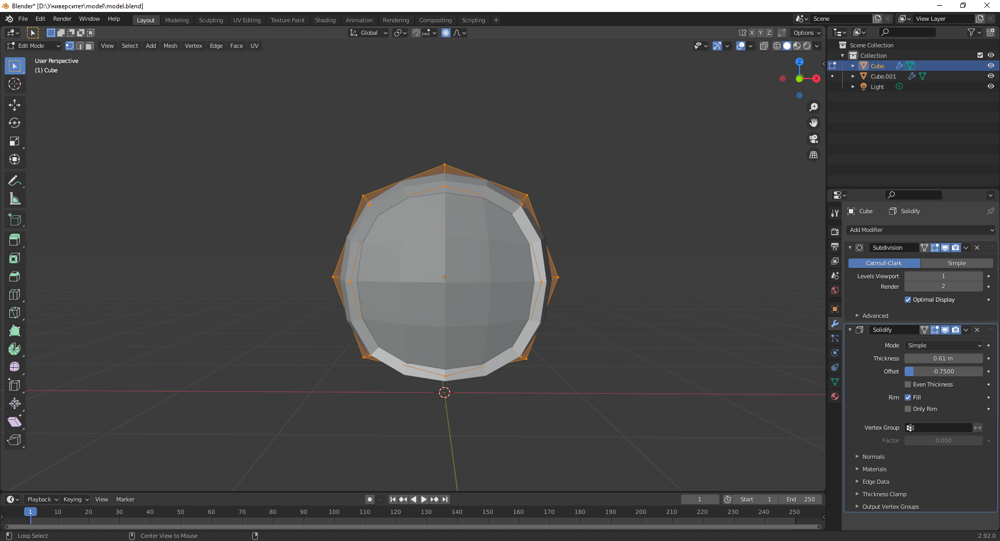 Blender* [D:\Университет\model\model.blend]
File Edit Render Window Help Layout Modeling Sculpting UV Editing Texture Paint Shading Animation Rendering Compositing Scripting + Scene View Layer
Global X Y Z Options
Edit Mode View Select Add Mesh Vertex Edge Face UV
User Perspective
(1) Cube
Z
X
Scene Collection
Collection
Cube
Cube.001
Light
Cube Solidify
Add Modifier
Subdivision
Catmull-Clark Simple
Levels Viewport 1
Render 2
Optimal Display
Advanced
Solidify
Mode Simple
Thickness 0.61 m
Offset -0.7500
Even Thickness
Rim Fill
Only Rim
Vertex Group
Factor 0.000
Normals
Materials
Edge Data
Thickness Clamp
Output Vertex Groups
Playback Keying View Marker 1 Start 1 End 250
1 10 20 30 40 50 60 70 80 90 100 110 120 130 140 150 160 170 180 190 200 210 220 230 240 250
Loop Select Center View to Mouse 2.92.0